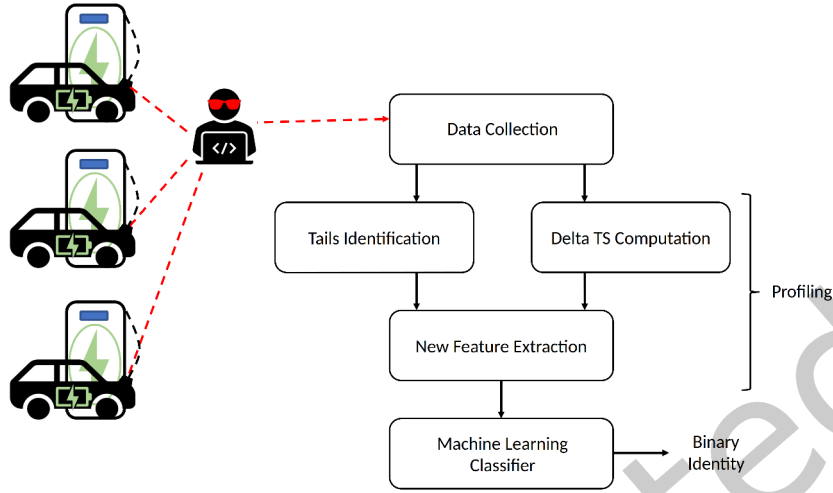 </>
Data Collection
Tails Identification
Delta TS Computation
Profiling
New Feature Extraction
Machine Learning
Classifier
Binary
Identity